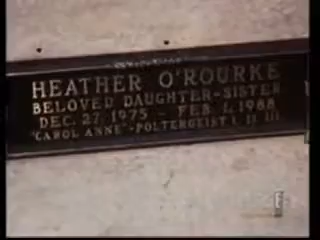 HEATHER O'ROURKE
BELOVED DAUGHTER-SISTER
DEC. 27, 1975 - FEB. 1, 1988
"CAROL ANNE"-POLTERGEIST I, II, III